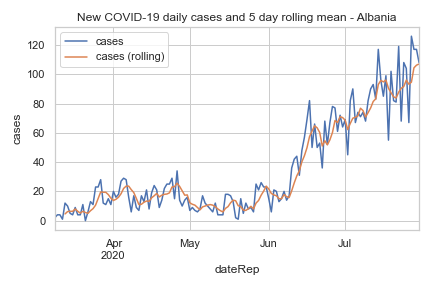 New COVID-19 daily cases and 5 day rolling mean - Albania
cases
cases (rolling)
120
100
80
60
40
20
0
cases
Apr
2020
May
Jun
Jul
dateRep